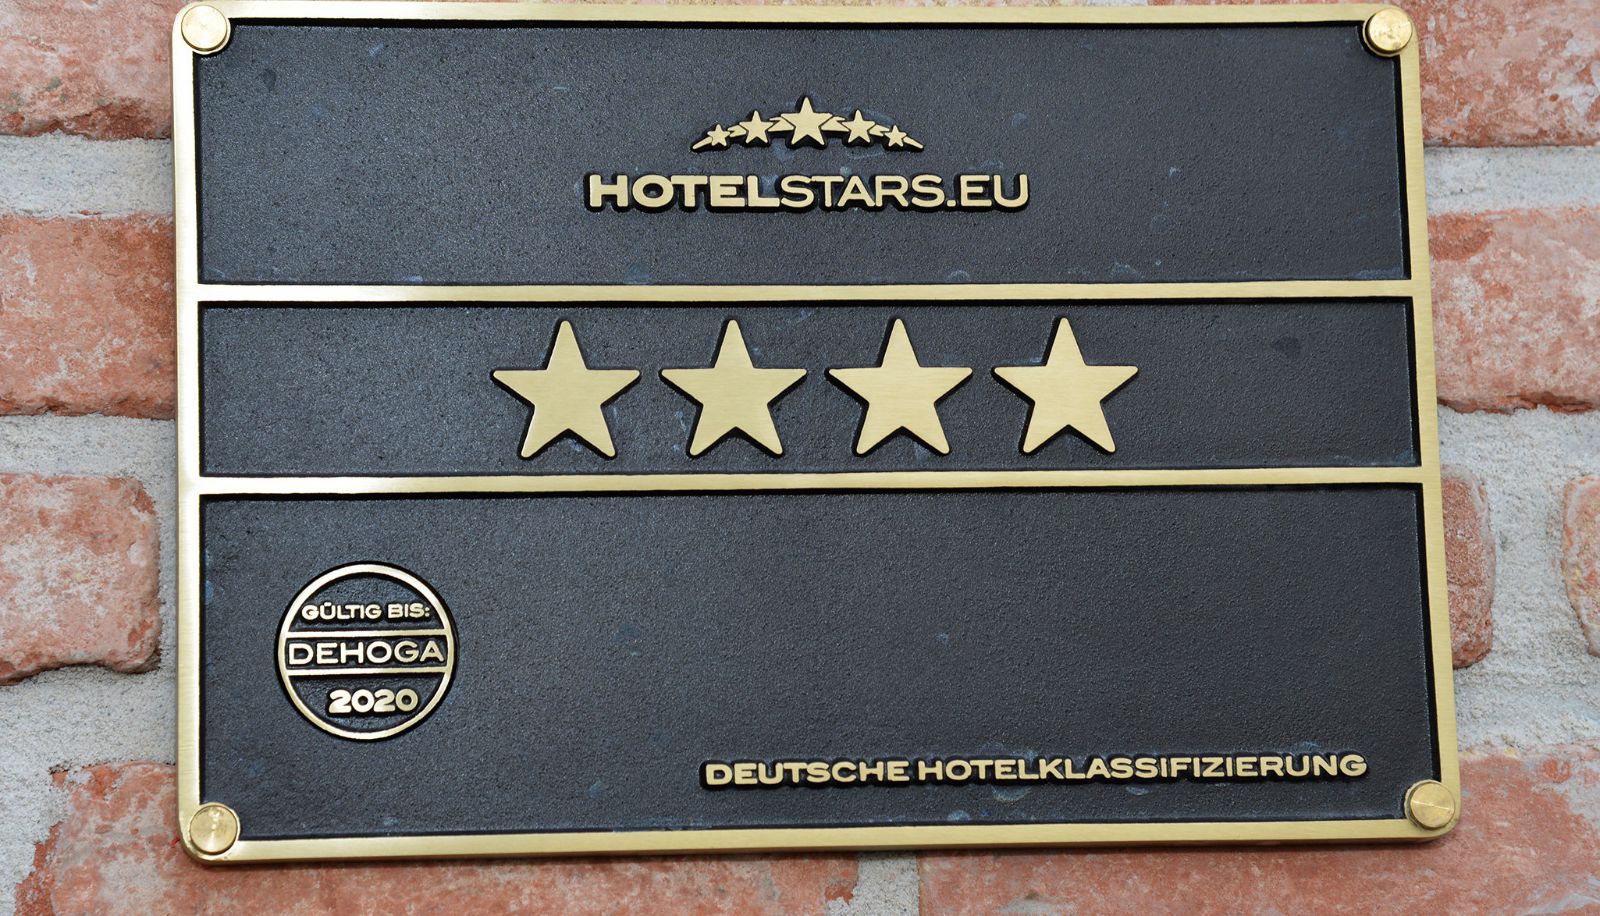 HOTELSTARS.EU
GÜLTIG BIS:
DEHOGA
2020
DEUTSCHE HOTELKLASSIFIZIERUNG